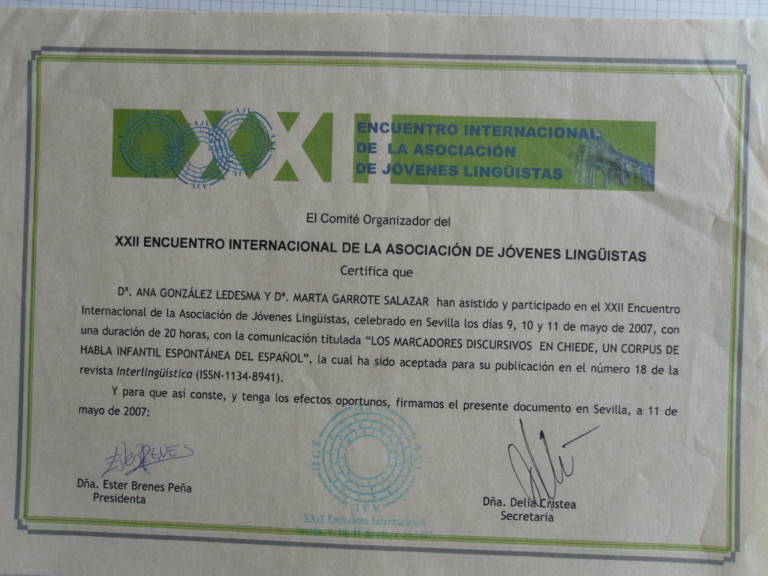 XXII
ENCUENTRO INTERNACIONAL
DE LA ASOCIACIÓN
DE JÓVENES LINGÜISTAS
El Comité Organizador del
XXII ENCUENTRO INTERNACIONAL DE LA ASOCIACIÓN DE JÓVENES LINGÜISTAS
Certifica que
Dª. ANA GONZÁLEZ LEDESMA Y Dª. MARTA GARROTE SALAZAR han asistido y participado en el XXII Encuentro
Internacional de la Asociación de Jóvenes Lingüistas, celebrado en Sevilla los días 9, 10 y 11 de mayo de 2007, con
una duración de 20 horas, con la comunicación titulada “LOS MARCADORES DISCURSIVOS EN CHIEDE, UN CORPUS DE
HABLA INFANTIL ESPONTÁNEA DEL ESPAÑOL”, la cual ha sido aceptada para su publicación en el número 18 de la
revista Interlingüística (ISSN-1134-8941).
Y para que así conste, y tenga los efectos oportunos, firmamos el presente documento en Sevilla, a 11 de
mayo de 2007:
Dña. Ester Brenes Peña
Presidenta
Dña. Delia Cristea
Secretaria
XXII Encuentro Internacional